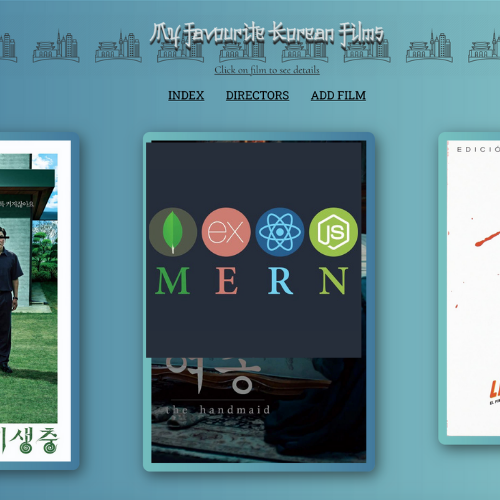 My Favourite Korean Films
Click on film to see details
INDEX DIRECTORS ADD FILM
EDICIÓ
ex JS
M E R N
the handmaid
생충